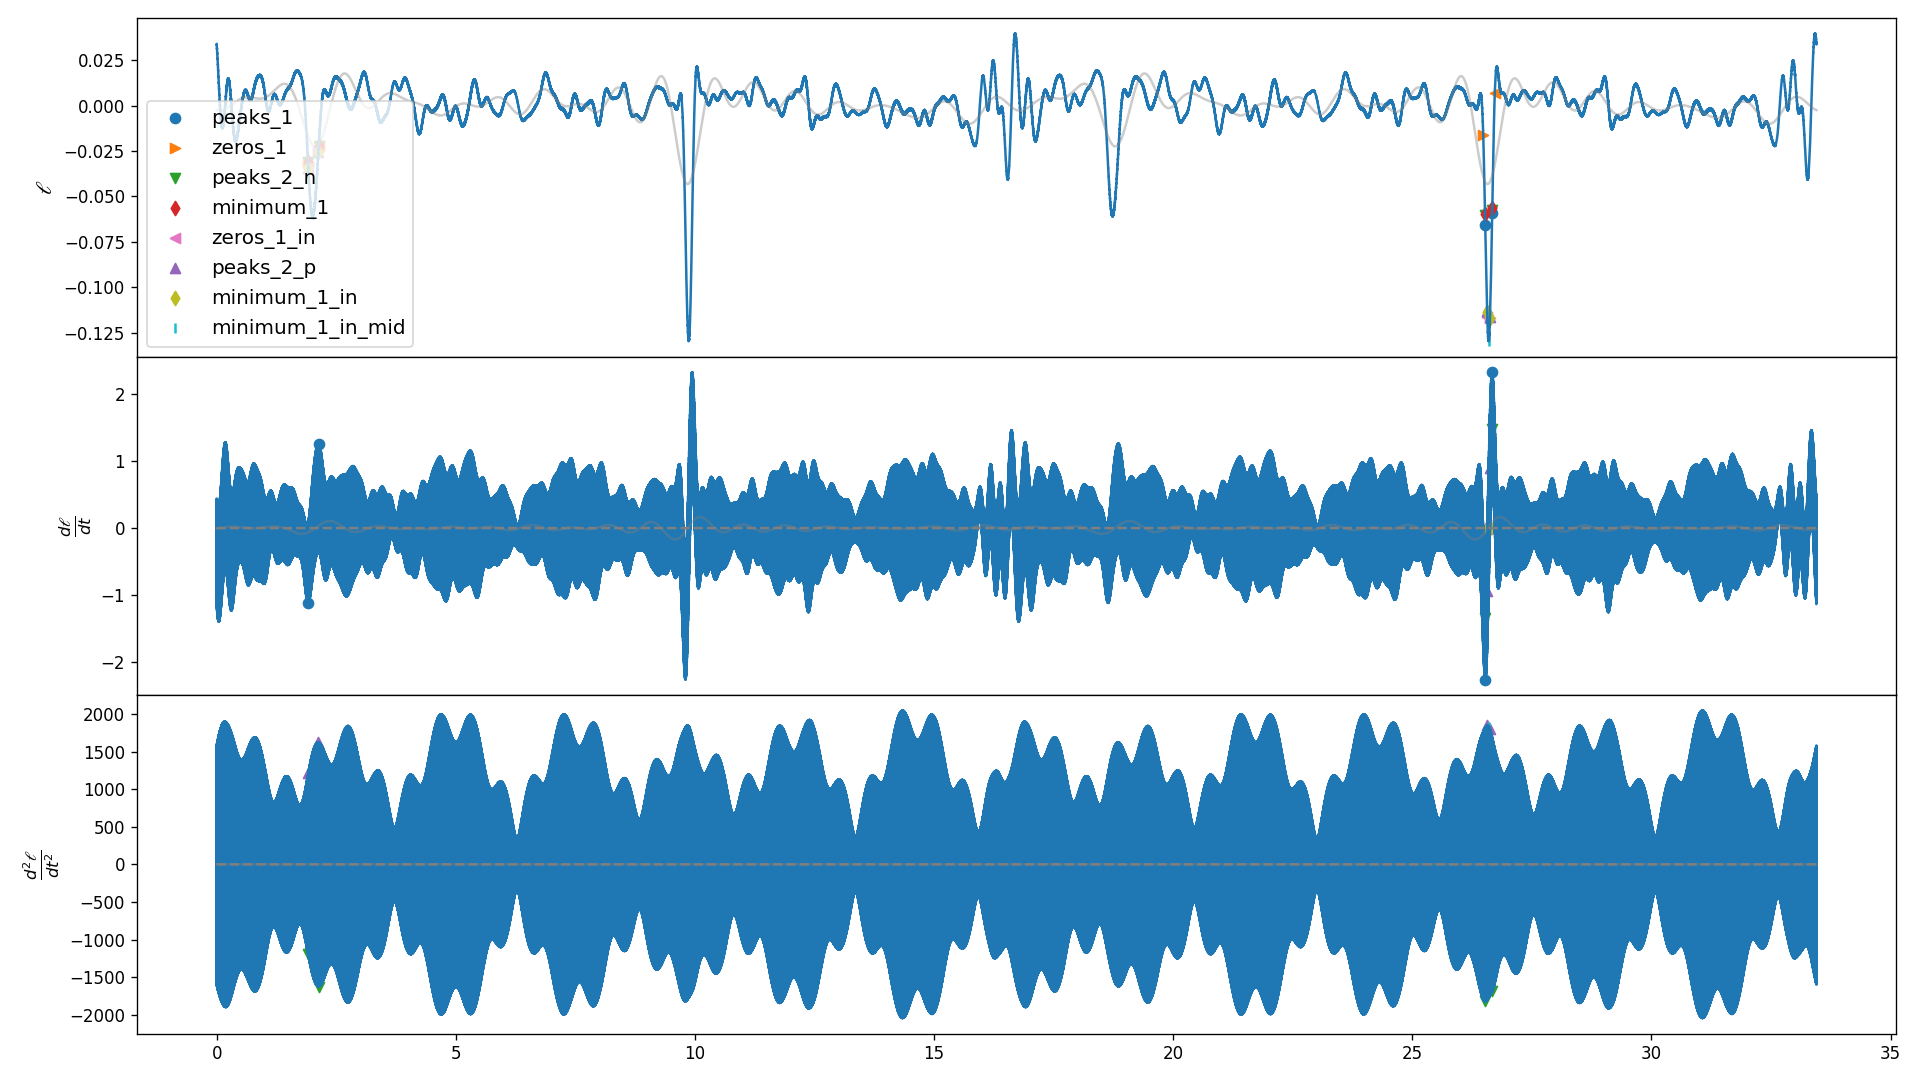 0.025
0.000
−0.025
−0.050
−0.075
−0.100
−0.125
ℓ
peaks_1
zeros_1
peaks_2_n
minimum_1
zeros_1_in
peaks_2_p
minimum_1_in
minimum_1_in_mid
2
1
0
−1
−2
dℓ
dt
2000
1500
1000
500
0
−500
−1000
−1500
−2000
d²ℓ
dt²
0 5 10 15 20 25 30 35